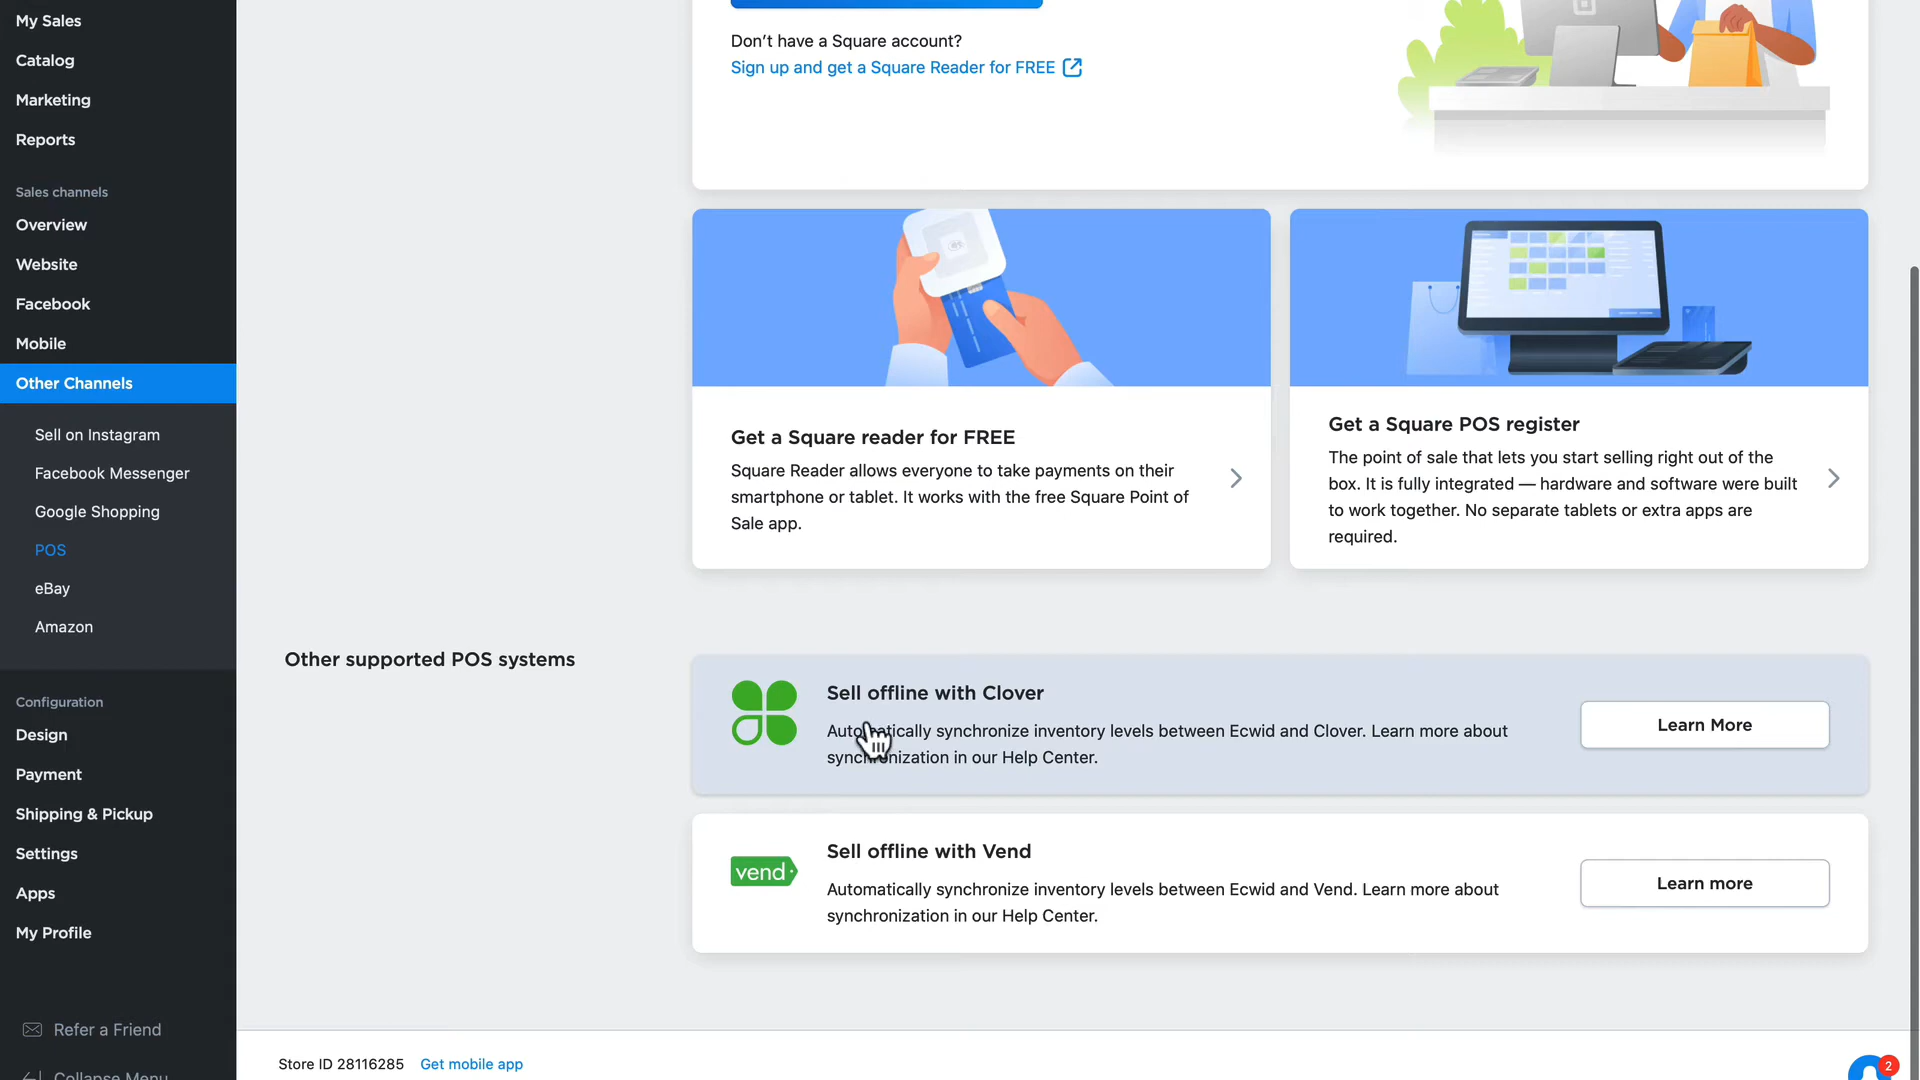 My Sales
Catalog
Marketing
Reports
Sales channels
Overview
Website
Facebook
Mobile
Other Channels
Sell on Instagram
Facebook Messenger
Google Shopping
POS
eBay
Amazon
Configuration
Design
Payment
Shipping & Pickup
Settings
Apps
My Profile
Refer a Friend
Collapse Menu
Don't have a Square account?
Sign up and get a Square Reader for FREE
Get a Square reader for FREE
Square Reader allows everyone to take payments on their
smartphone or tablet. It works with the free Square Point of
Sale app.
Get a Square POS register
The point of sale that lets you start selling right out of the
box. It is fully integrated — hardware and software were built
to work together. No separate tablets or extra apps are
required.
Other supported POS systems
Sell offline with Clover
Automatically synchronize inventory levels between Ecwid and Clover. Learn more about
synchronization in our Help Center.
Learn More
vend
Sell offline with Vend
Automatically synchronize inventory levels between Ecwid and Vend. Learn more about
synchronization in our Help Center.
Learn more
Store ID 28116285 Get mobile app
2